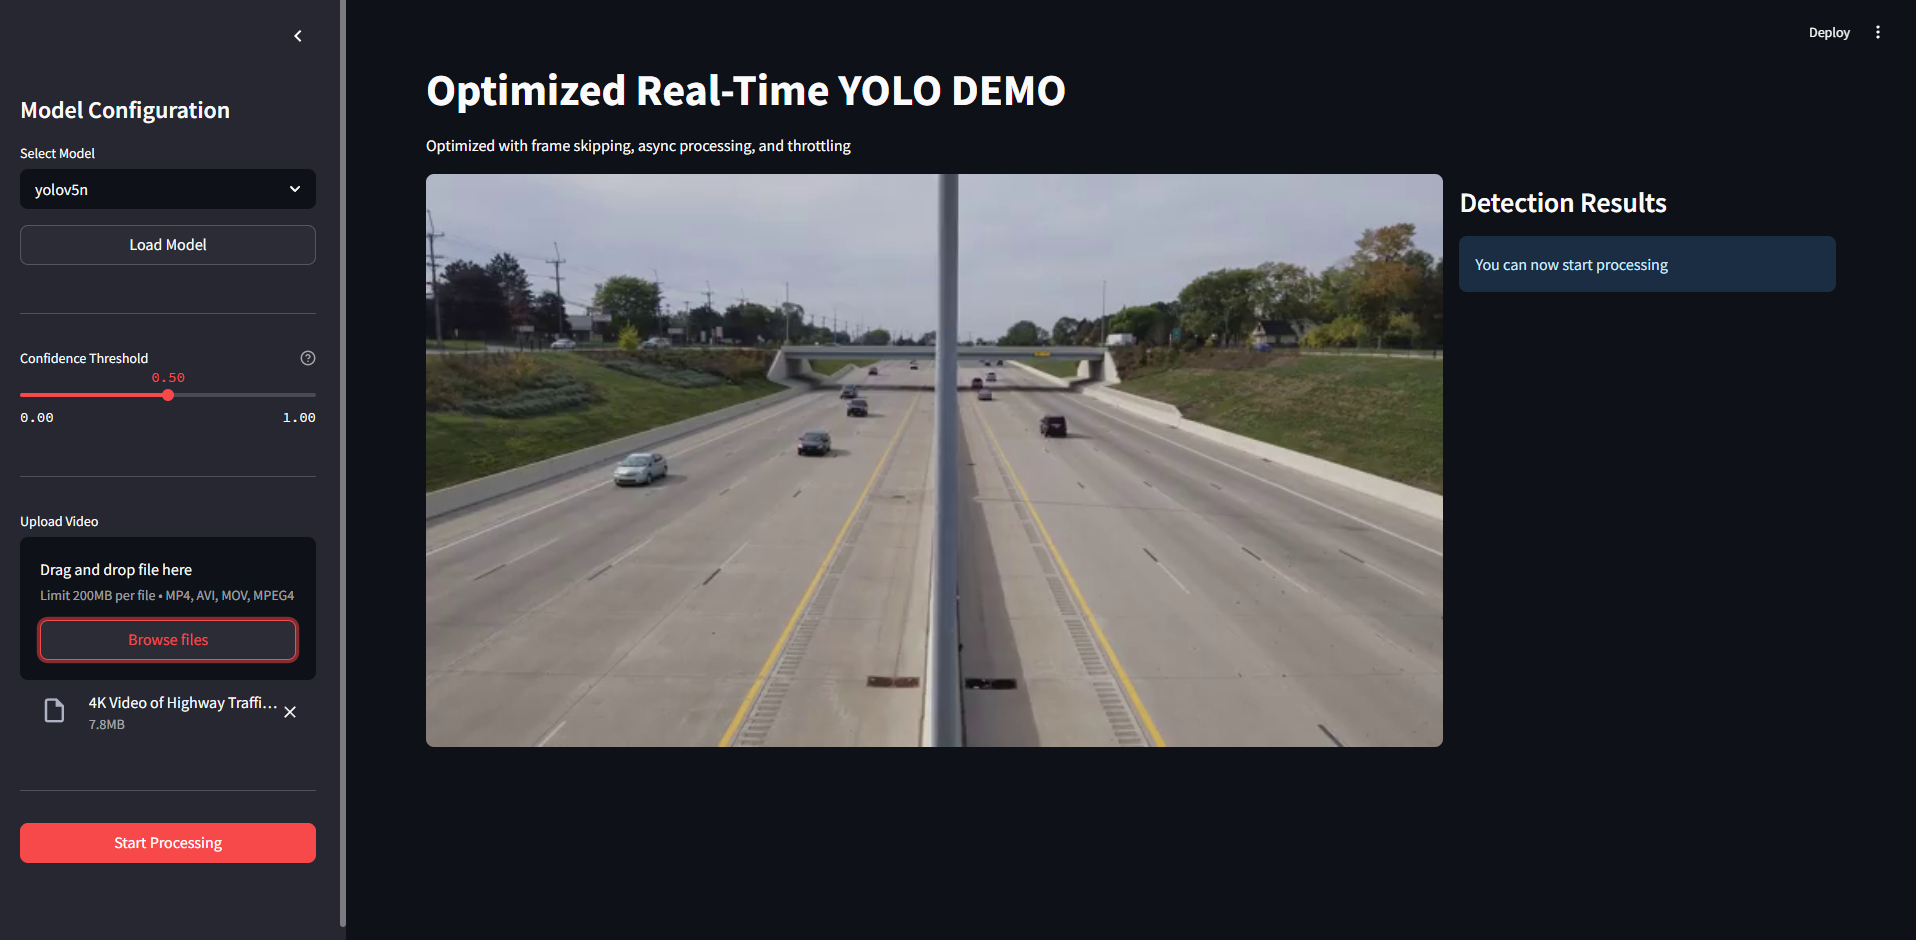 Model Configuration
Select Model
yolov5n
Load Model
Confidence Threshold
0.50
0.00
1.00
Upload Video
Drag and drop file here
Limit 200MB per file • MP4, AVI, MOV, MPEG4
Browse files
4K Video of Highway Traffi...
7.8MB
Start Processing
Deploy
Optimized Real-Time YOLO DEMO
Optimized with frame skipping, async processing, and throttling
Detection Results
You can now start processing